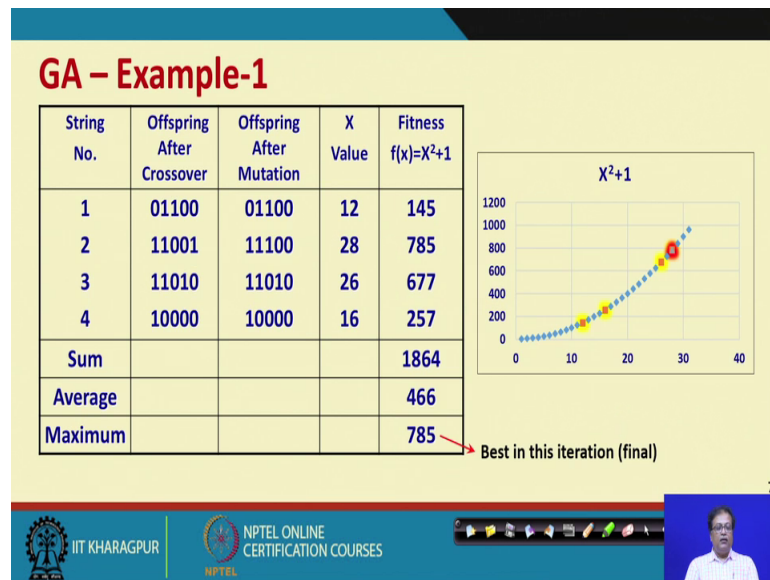 GA – Example-1
String No. Offspring After Crossover Offspring After Mutation X Value Fitness f(x)=X²+1
1 01100 01100 12 145
2 11001 11100 28 785
3 11010 11010 26 677
4 10000 10000 16 257
Sum 1864
Average 466
Maximum 785
X²+1
1200
1000
800
600
400
200
0
0 10 20 30 40
Best in this iteration (final)
IIT KHARAGPUR
NPTEL
NPTEL ONLINE
CERTIFICATION COURSES